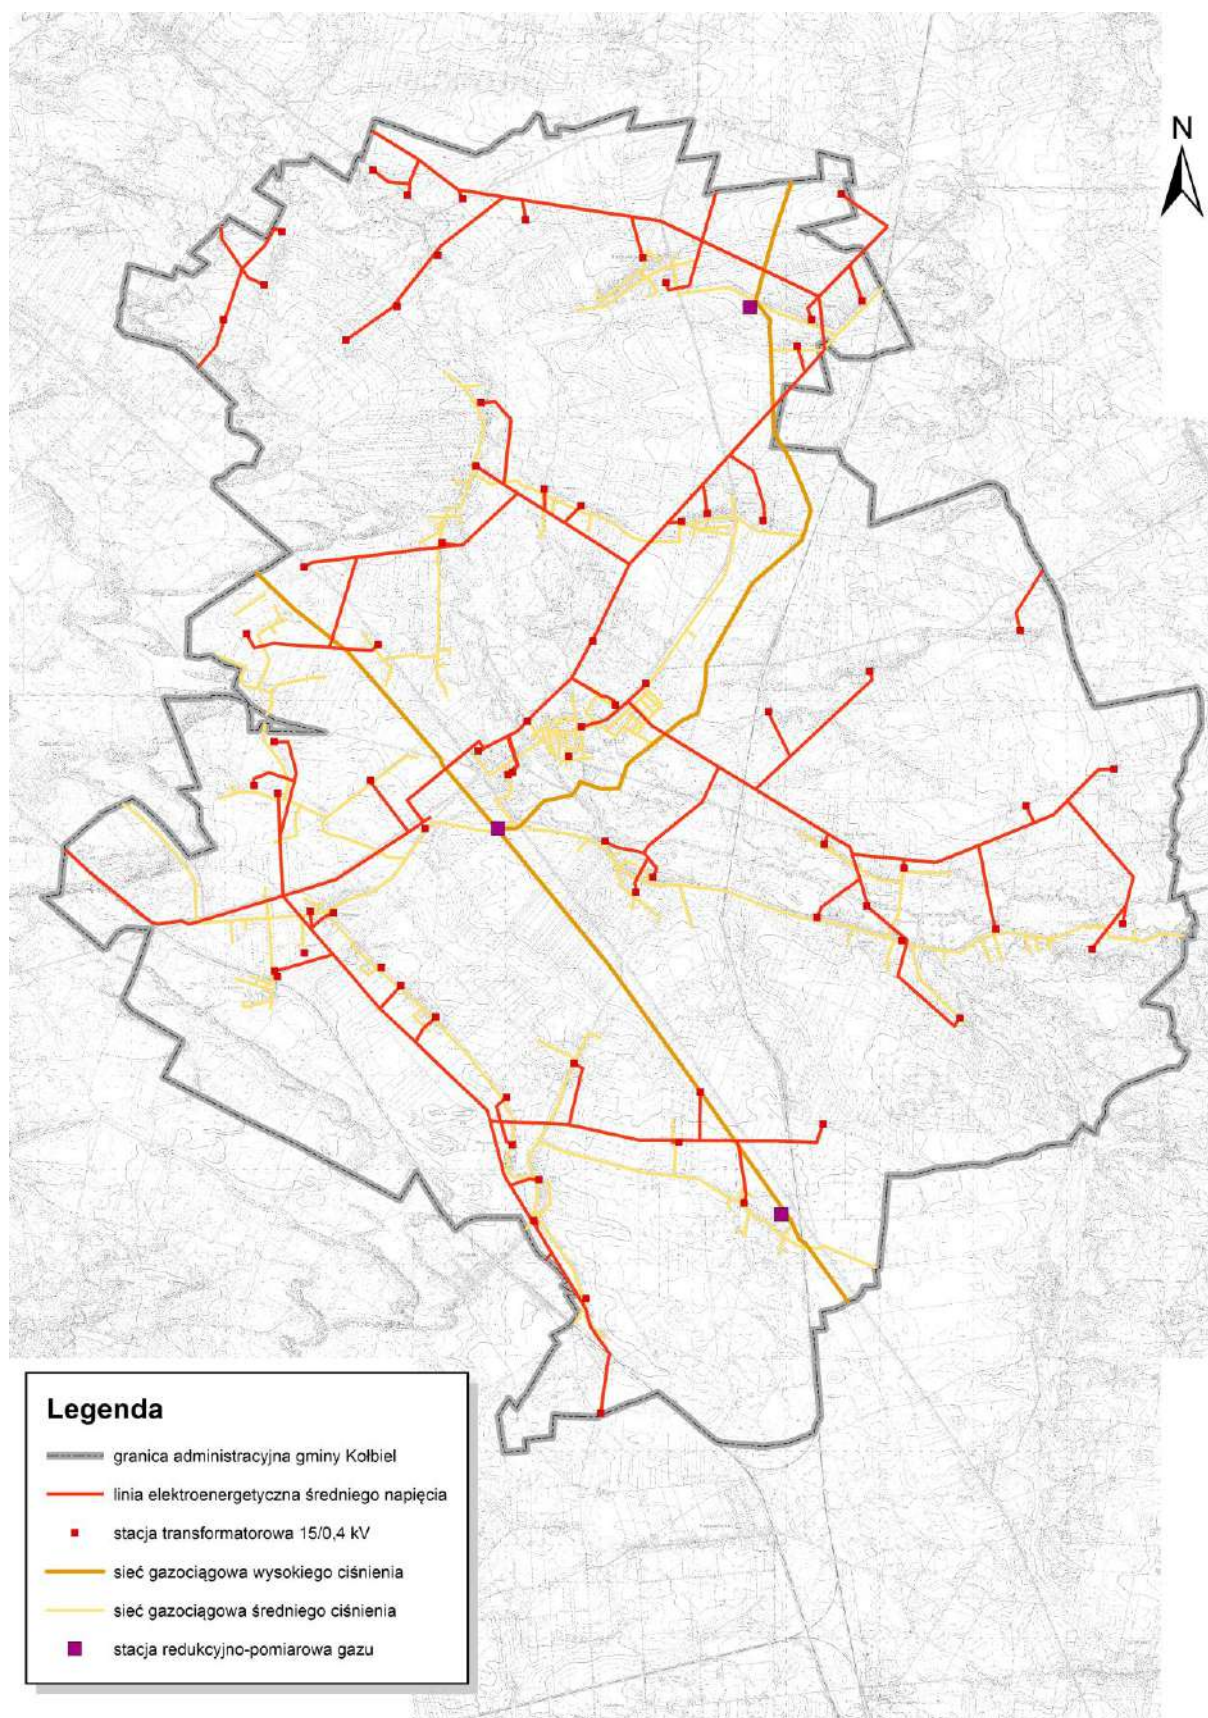 N
Legenda
granica administracyjna gminy Kołbiel
linia elektroenergetyczna średniego napięcia
stacja transformatorowa 15/0,4 kV
sieć gazociągowa wysokiego ciśnienia
sieć gazociągowa średniego ciśnienia
stacja redukcyjno-pomiarowa gazu